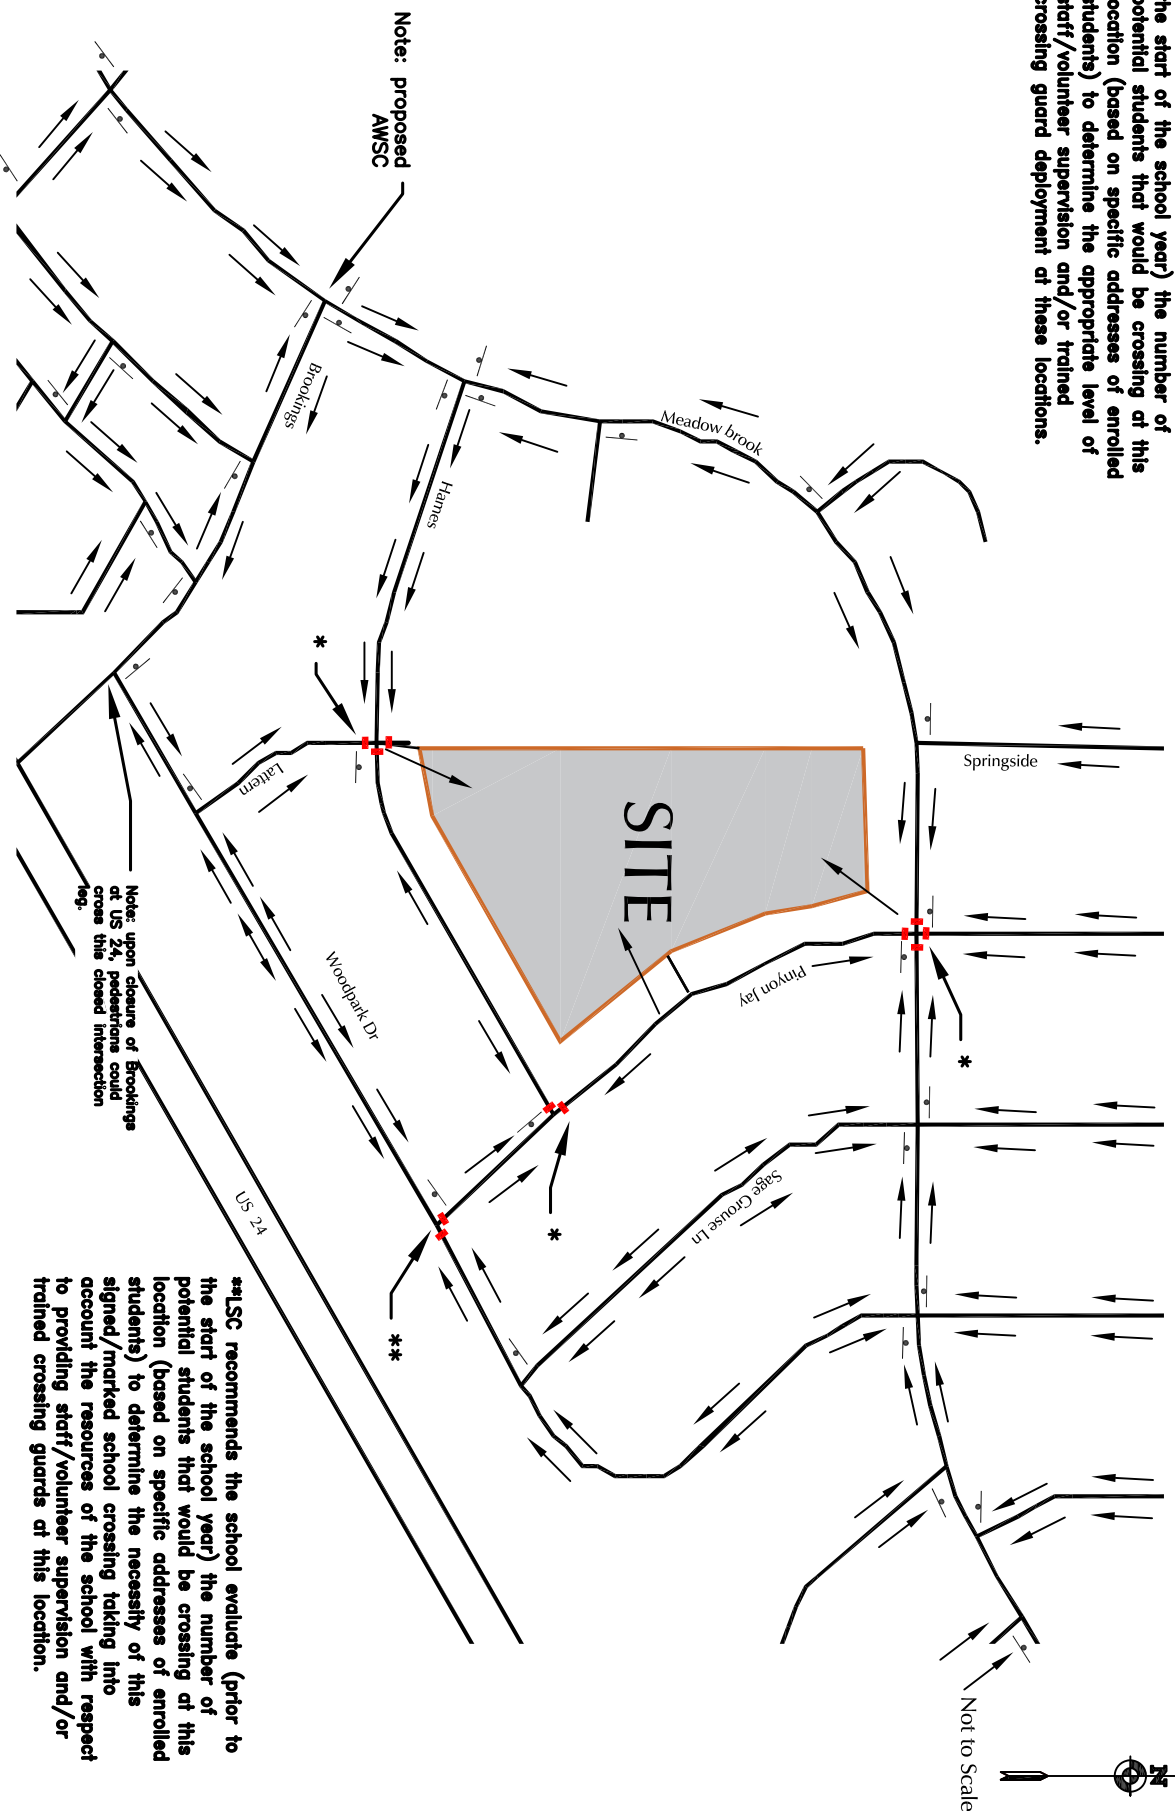 the start of the school year) the number of
potential students that would be crossing at this
location (based on specific addresses of enrolled
students) to determine the appropriate level of
staff/volunteer supervision and/or trained
crossing guard deployment at these locations.
Note: proposed
AWSC
Meadow brook
Brookings
Hames
Springside
*
Lattern
SITE
Pinyon Jay
*
Woodpark Dr
Note: upon closure of Brookings
at US 24, pedestrians could
cross this closed intersection
leg.
Sage Grouse Ln
*
US 24
**
**LSC recommends the school evaluate (prior to
the start of the school year) the number of
potential students that would be crossing at this
location (based on specific addresses of enrolled
students) to determine the necessity of this
signed/marked school crossing taking into
account the resources of the school with respect
to providing staff/volunteer supervision and/or
trained crossing guards at this location.
Not to Scale
N